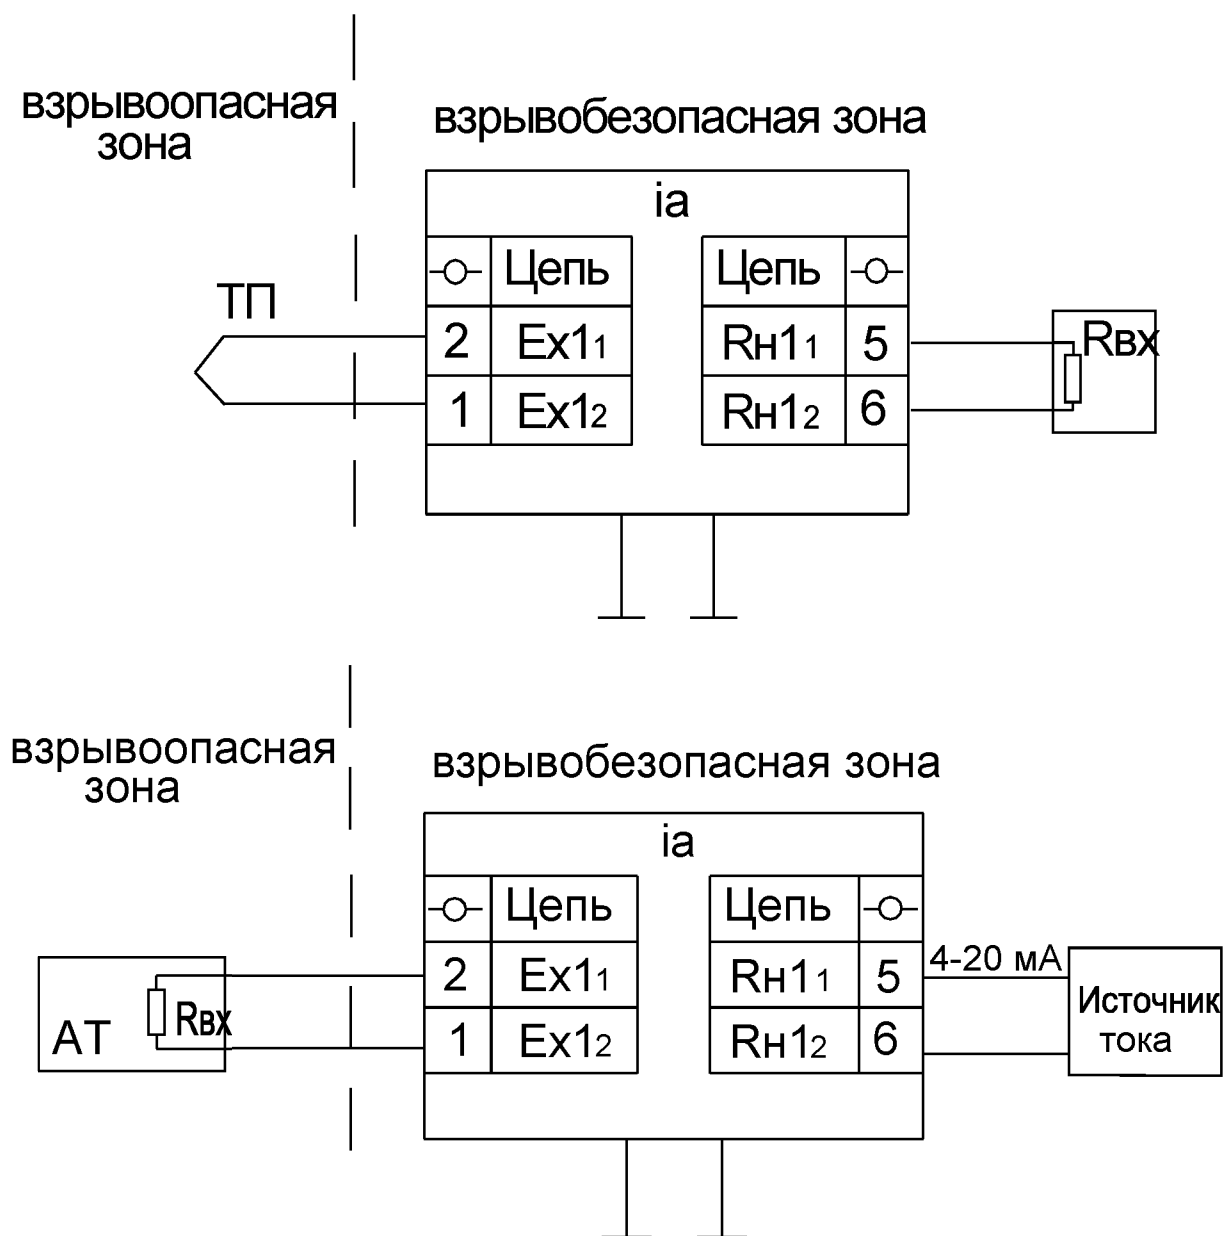 взрывоопасная
зона
взрывобезопасная зона
ia
Цепь
Цепь
ТП
2 Ex11
Rн11 5
Rвх
1 Ex12
Rн12 6
взрывоопасная
зона
взрывобезопасная зона
ia
Цепь
Цепь
2 Ex11
Rн11 5
4-20 мА
АТ
Rвх
1 Ex12
Rн12 6
Источник
тока